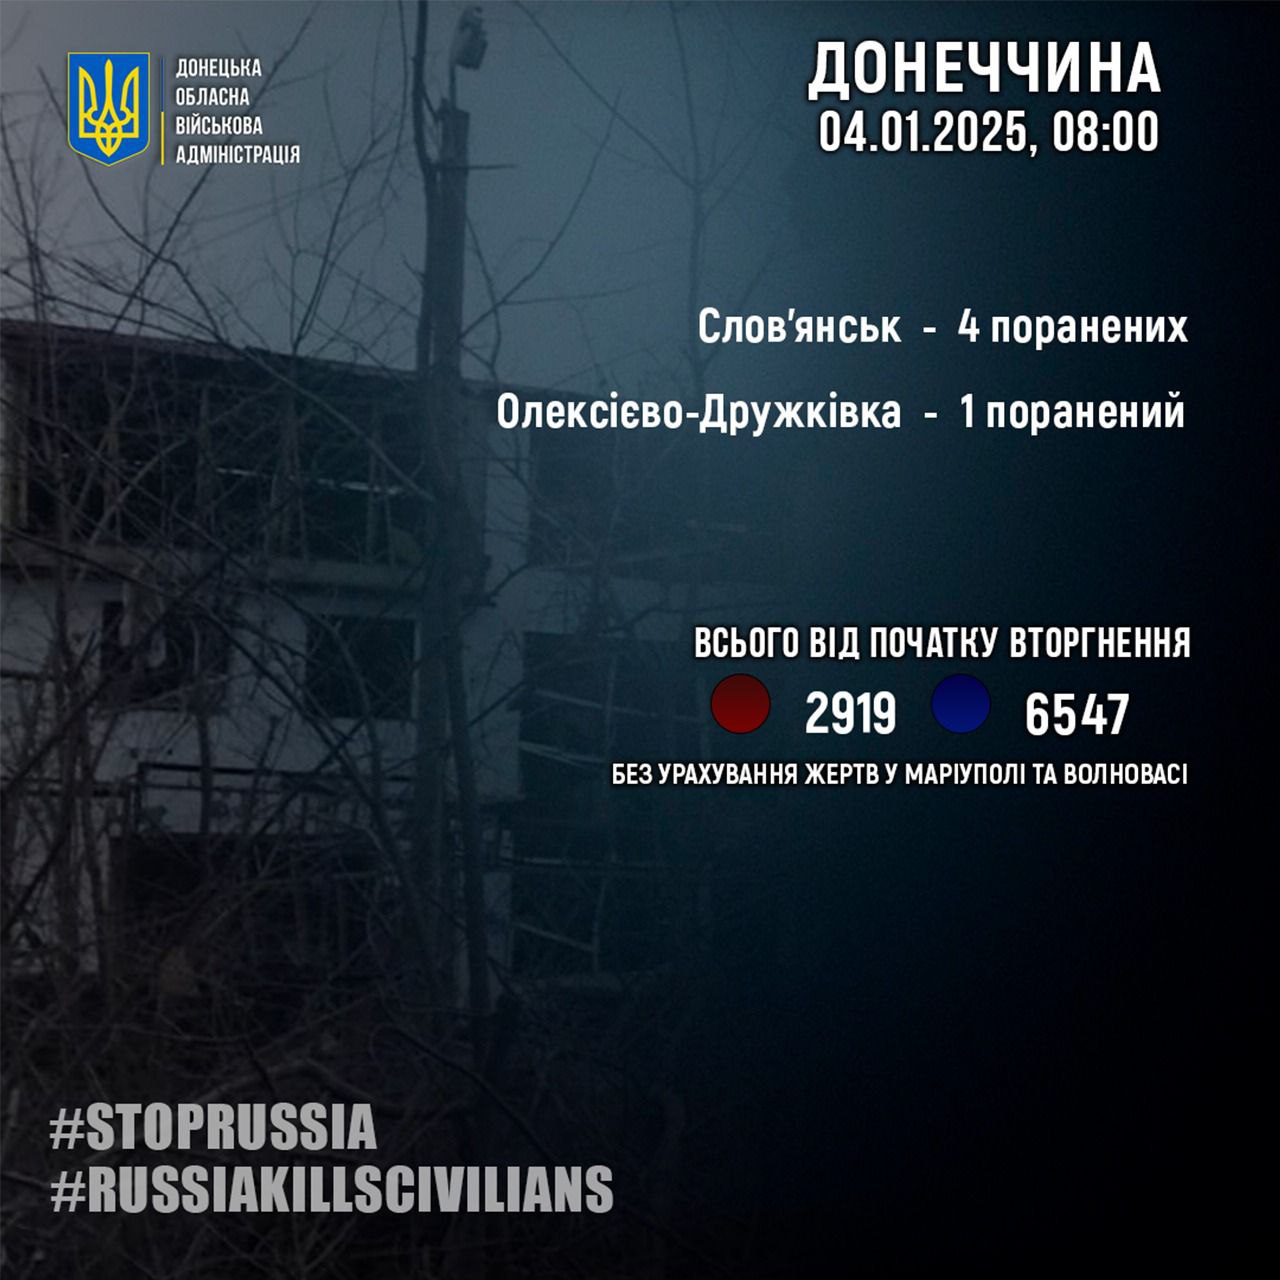 ДОНЕЦЬКА
ОБЛАСНА
ВІЙСЬКОВА
АДМІНІСТРАЦІЯ
ДОНЕЧЧИНА
04.01.2025, 08:00
Слов'янськ - 4 поранених
Олексієво-Дружківка - 1 поранений
ВСЬОГО ВІД ПОЧАТКУ ВТОРГНЕННЯ
2919 6547
БЕЗ УРАХУВАННЯ ЖЕРТВ У МАРІУПОЛІ ТА ВОЛНОВАСІ
#STOPRUSSIA
#RUSSIAKILLSCIVILIANS